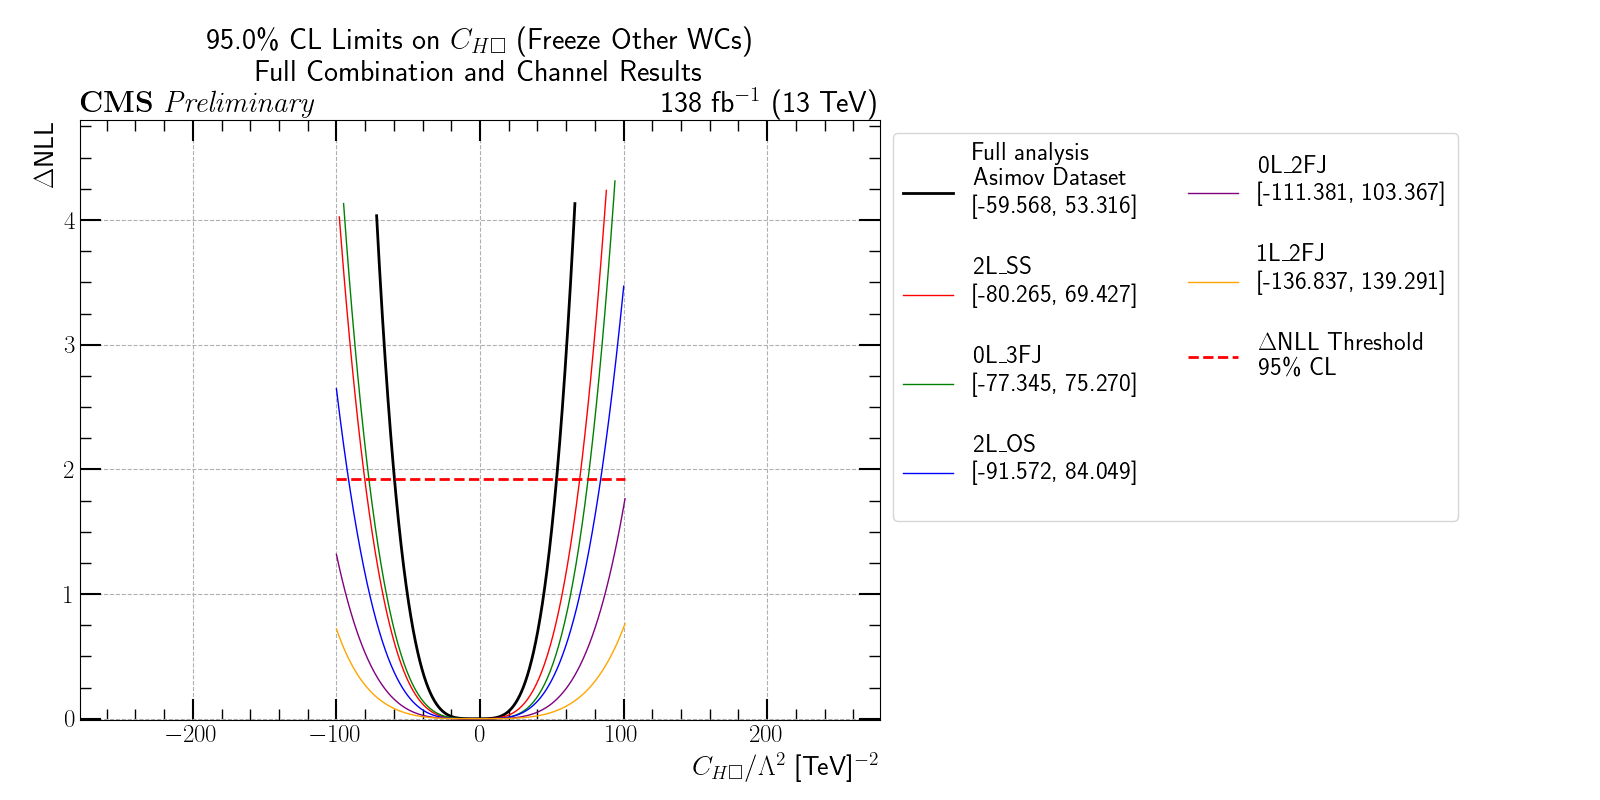 95.0% CL Limits on C_{H□} (Freeze Other WCs)
Full Combination and Channel Results
CMS Preliminary
138 fb⁻¹ (13 TeV)
ΔNLL
4
3
2
1
0
−200
−100
0
100
200
C_{H□}/Λ² [TeV]⁻²
Full analysis
Asimov Dataset
[-59.568, 53.316]
2L_SS
[-80.265, 69.427]
0L_3FJ
[-77.345, 75.270]
2L_OS
[-91.572, 84.049]
0L_2FJ
[-111.381, 103.367]
1L_2FJ
[-136.837, 139.291]
ΔNLL Threshold
95% CL